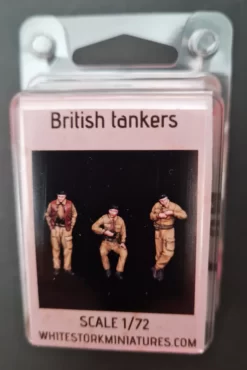 British tankers
SCALE 1/72
WHITESTORKMINIATURES.COM